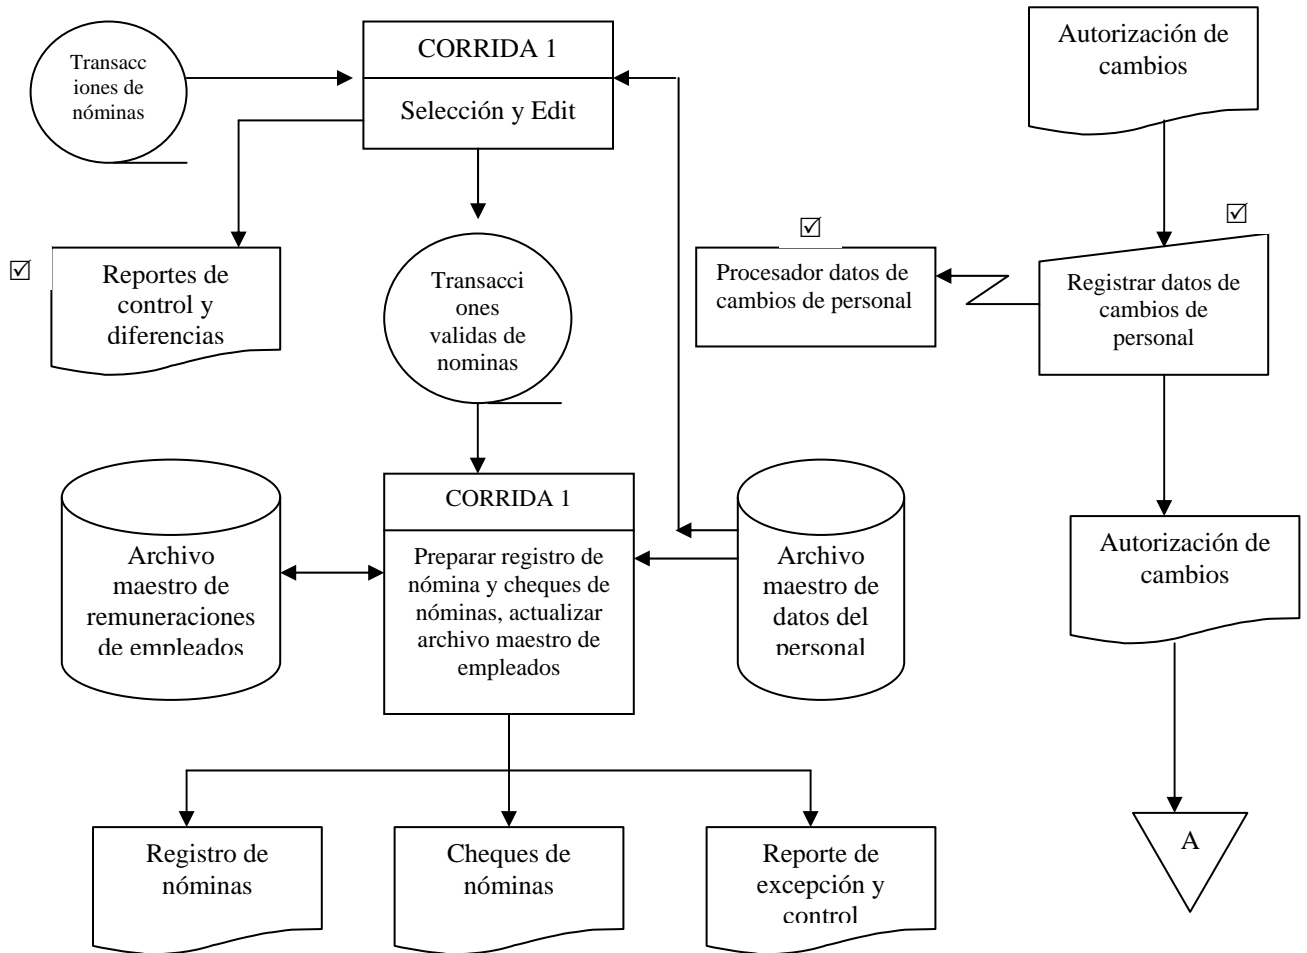 Transacc
iones de
nóminas
CORRIDA 1
Selección y Edit
Autorización de
cambios
☑
☑
☑
Reportes de
control y
diferencias
Transacci
ones
validas de
nominas
Procesador datos de
cambios de personal
Registrar datos de
cambios de
personal
Archivo
maestro de
remuneraciones
de empleados
CORRIDA 1
Preparar registro de
nómina y cheques de
nóminas, actualizar
archivo maestro de
empleados
Archivo
maestro de
datos del
personal
Autorización de
cambios
Registro de
nóminas
Cheques de
nóminas
Reporte de
excepción y
control
A